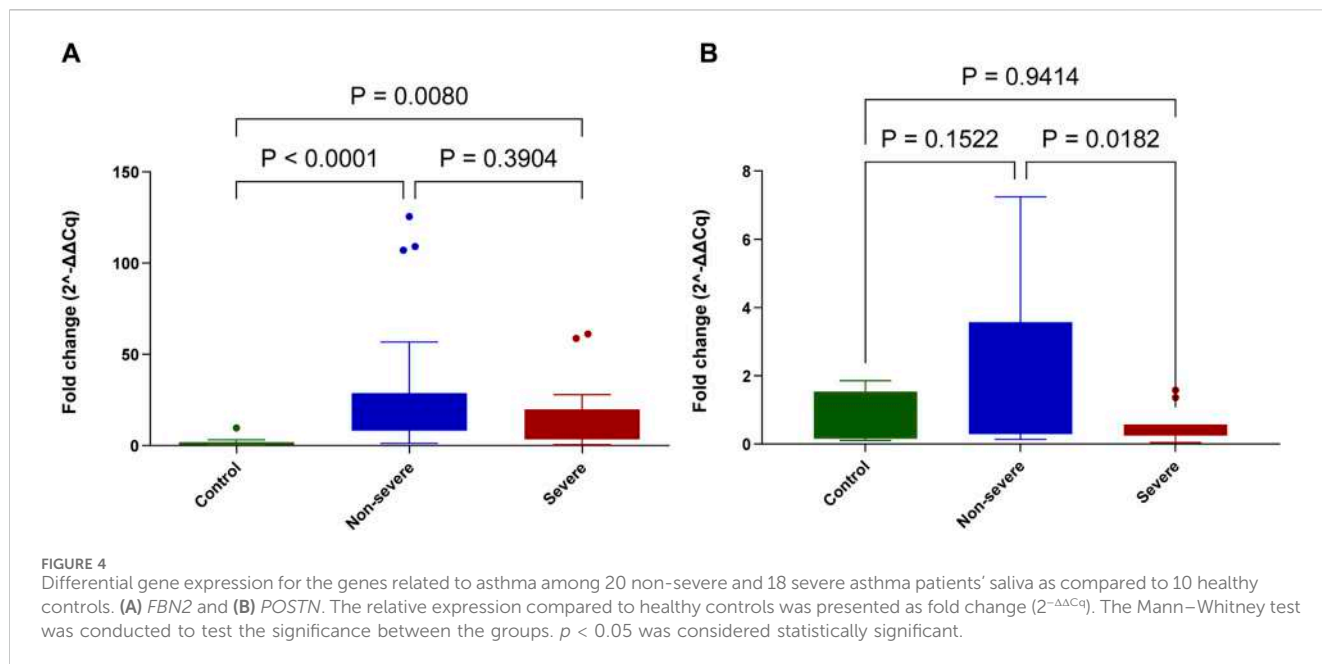 A
P = 0.0080
P < 0.0001
P = 0.3904
Fold change (2^-ΔΔCq)
150
100
50
0
Control
Non-severe
Severe
B
P = 0.9414
P = 0.1522
P = 0.0182
Fold change (2^-ΔΔCq)
8
6
4
2
0
Control
Non-severe
Severe
FIGURE 4
Differential gene expression for the genes related to asthma among 20 non-severe and 18 severe asthma patients' saliva as compared to 10 healthy
controls. (A) FBN2 and (B) POSTN. The relative expression compared to healthy controls was presented as fold change (2−ΔΔCq). The Mann–Whitney test
was conducted to test the significance between the groups. p < 0.05 was considered statistically significant.